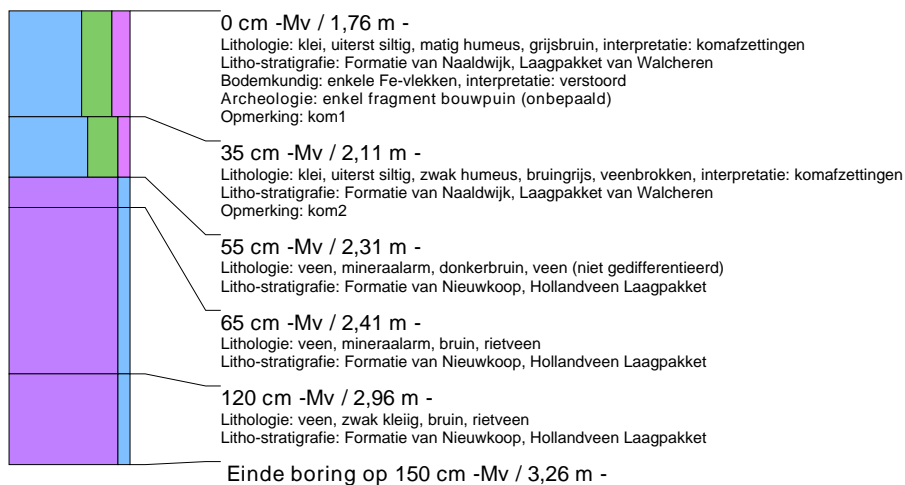 0 cm -Mv / 1,76 m -
Lithologie: klei, uiterst siltig, matig humeus, grijsbruin, interpretatie: komafzettingen
Litho-stratigrafie: Formatie van Naaldwijk, Laagpakket van Walcheren
Bodemkundig: enkele Fe-vlekken, interpretatie: verstoord
Archeologie: enkel fragment bouwpuin (onbepaald)
Opmerking: kom1
35 cm -Mv / 2,11 m -
Lithologie: klei, uiterst siltig, zwak humeus, bruingrijs, veenbrokken, interpretatie: komafzettingen
Litho-stratigrafie: Formatie van Naaldwijk, Laagpakket van Walcheren
Opmerking: kom2
55 cm -Mv / 2,31 m -
Lithologie: veen, mineraalarm, donkerbruin, veen (niet gedifferentieerd)
Litho-stratigrafie: Formatie van Nieuwkoop, Hollandveen Laagpakket
65 cm -Mv / 2,41 m -
Lithologie: veen, mineraalarm, bruin, rietveen
Litho-stratigrafie: Formatie van Nieuwkoop, Hollandveen Laagpakket
120 cm -Mv / 2,96 m -
Lithologie: veen, zwak kleiig, bruin, rietveen
Litho-stratigrafie: Formatie van Nieuwkoop, Hollandveen Laagpakket
Einde boring op 150 cm -Mv / 3,26 m -